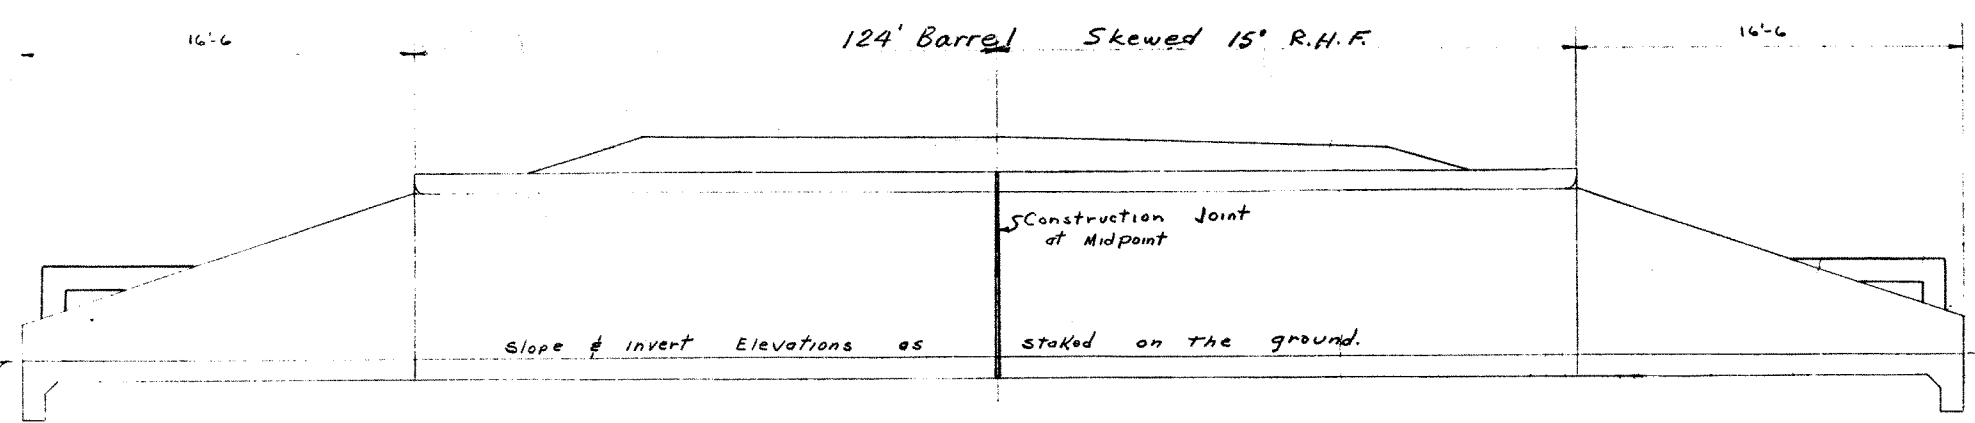 16'-6
124' Barrel Skewed 15° R.H.F.
16'-6
Construction Joint
at Midpoint
Slope & invert Elevations as staked on the ground.